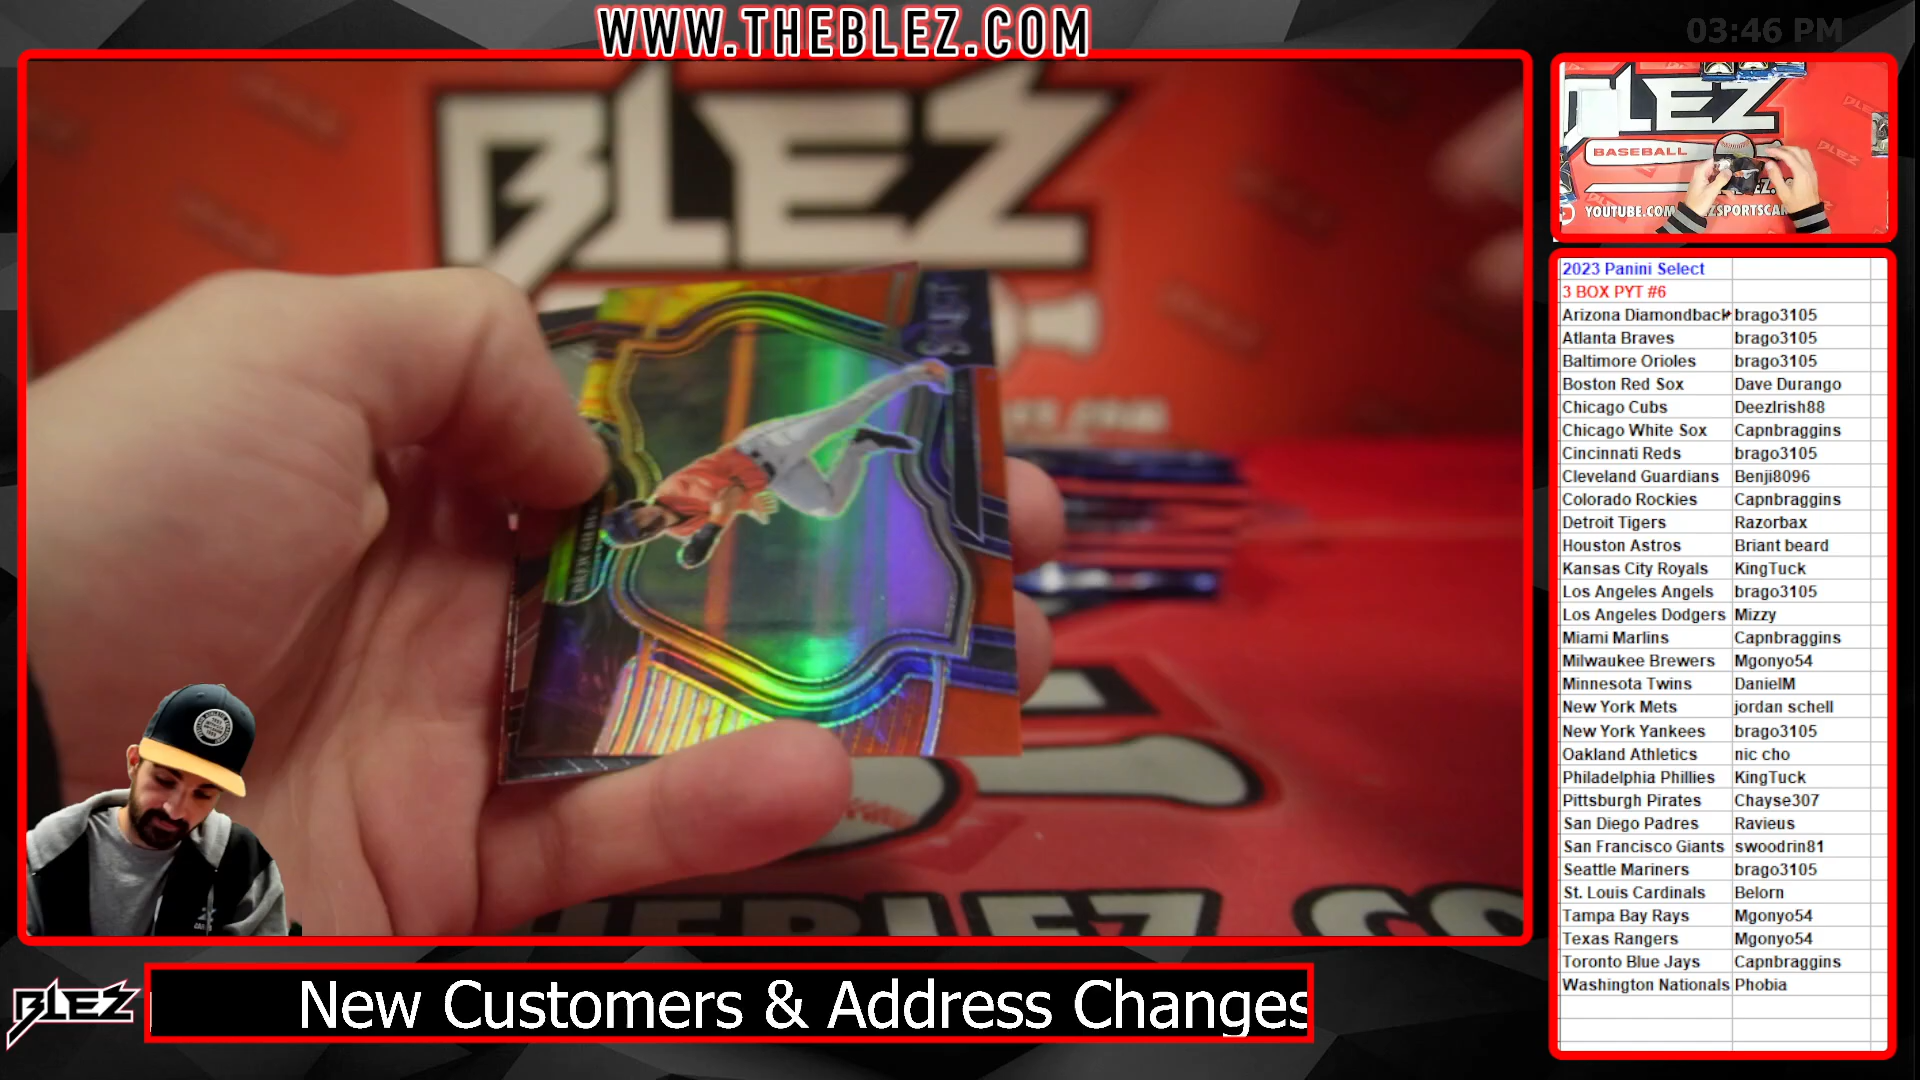 WWW.THEBLEZ.COM
03:46 PM
BLEZ
SELECT
LEZ
BASEBALL
BLEZ
YOUTUBE.COM
2023 Panini Select
3 BOX PYT #6
Arizona Diamondback brago3105
Atlanta Braves brago3105
Baltimore Orioles brago3105
Boston Red Sox Dave Durango
Chicago Cubs DeezIrish88
Chicago White Sox Capnbraggins
Cincinnati Reds brago3105
Cleveland Guardians Benji8096
Colorado Rockies Capnbraggins
Detroit Tigers Razorbax
Houston Astros Briant beard
Kansas City Royals KingTuck
Los Angeles Angels brago3105
Los Angeles Dodgers Mizzy
Miami Marlins Capnbraggins
Milwaukee Brewers Mgonyo54
Minnesota Twins DanielM
New York Mets jordan schell
New York Yankees brago3105
Oakland Athletics nic cho
Philadelphia Phillies KingTuck
Pittsburgh Pirates Chayse307
San Diego Padres Ravieus
San Francisco Giants swoodrin81
Seattle Mariners brago3105
St. Louis Cardinals Belorn
Tampa Bay Rays Mgonyo54
Texas Rangers Mgonyo54
Toronto Blue Jays Capnbraggins
Washington Nationals Phobia
BLEZ
New Customers & Address Changes